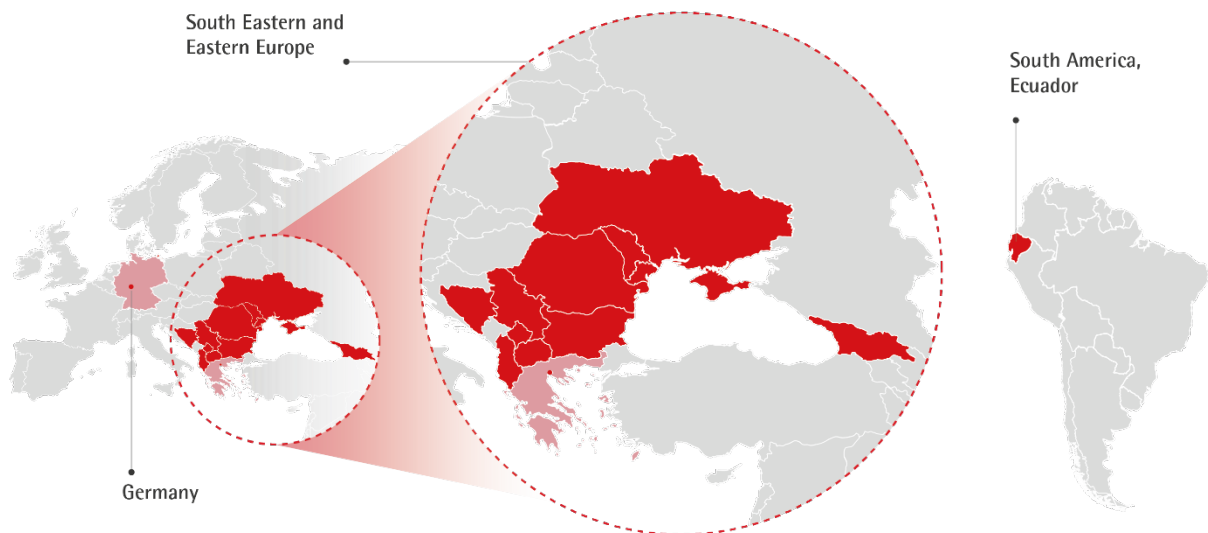 South Eastern and
Eastern Europe
South America,
Ecuador
Germany